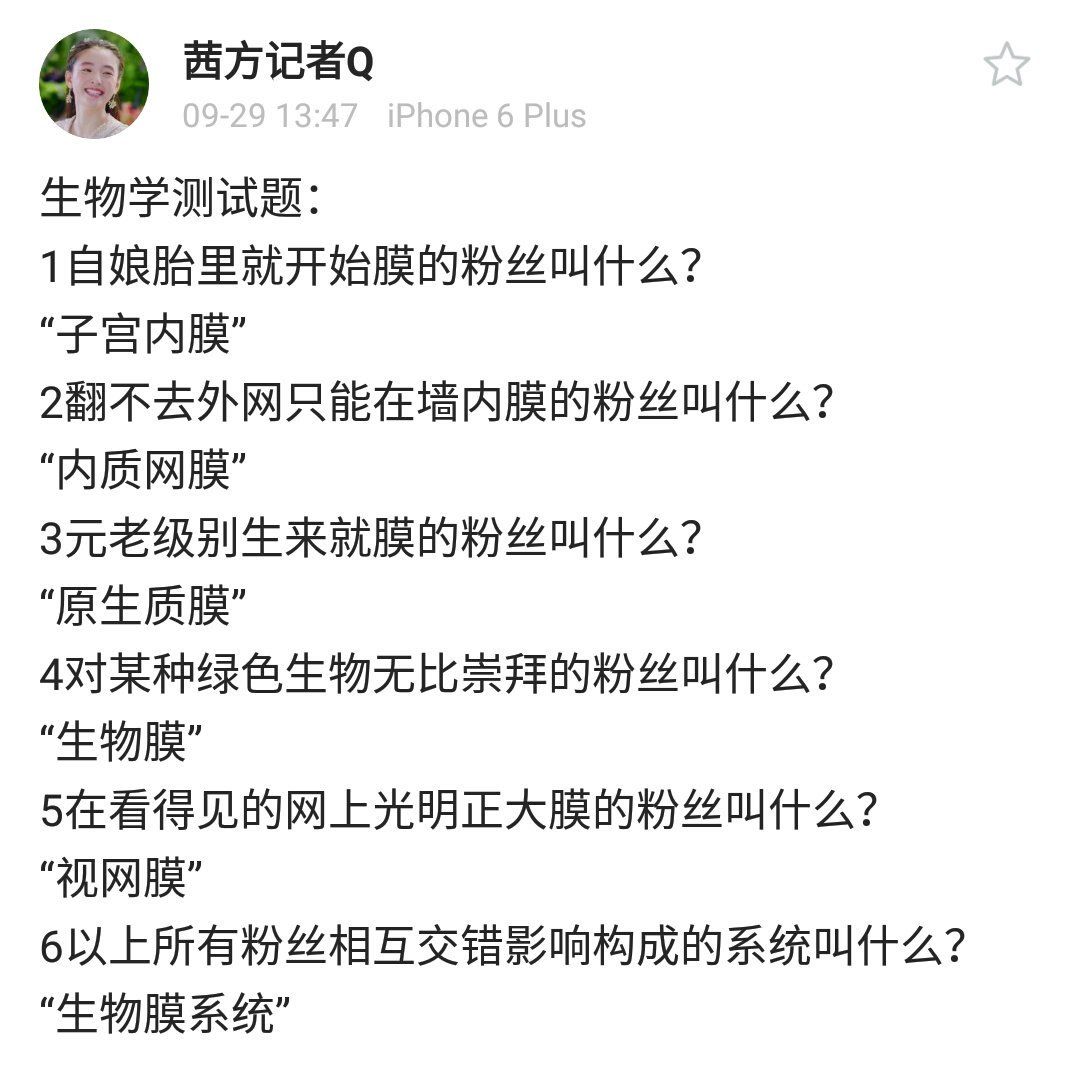 茜方记者Q
09-29 13:47 iPhone 6 Plus
生物学测试题：
1自娘胎里就开始膜的粉丝叫什么？
“子宫内膜”
2翻不去外网只能在墙内膜的粉丝叫什么？
“内质网膜”
3元老级别生来就膜的粉丝叫什么？
“原生质膜”
4对某种绿色生物无比崇拜的粉丝叫什么？
“生物膜”
5在看得见的网上光明正大膜的粉丝叫什么？
“视网膜”
6以上所有粉丝相互交错影响构成的系统叫什么？
“生物膜系统”